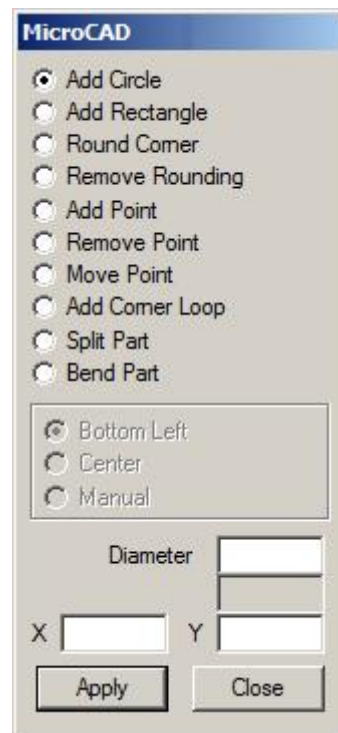 MicroCAD
Add Circle
Add Rectangle
Round Corner
Remove Rounding
Add Point
Remove Point
Move Point
Add Corner Loop
Split Part
Bend Part
Bottom Left
Center
Manual
Diameter
X Y
Apply Close